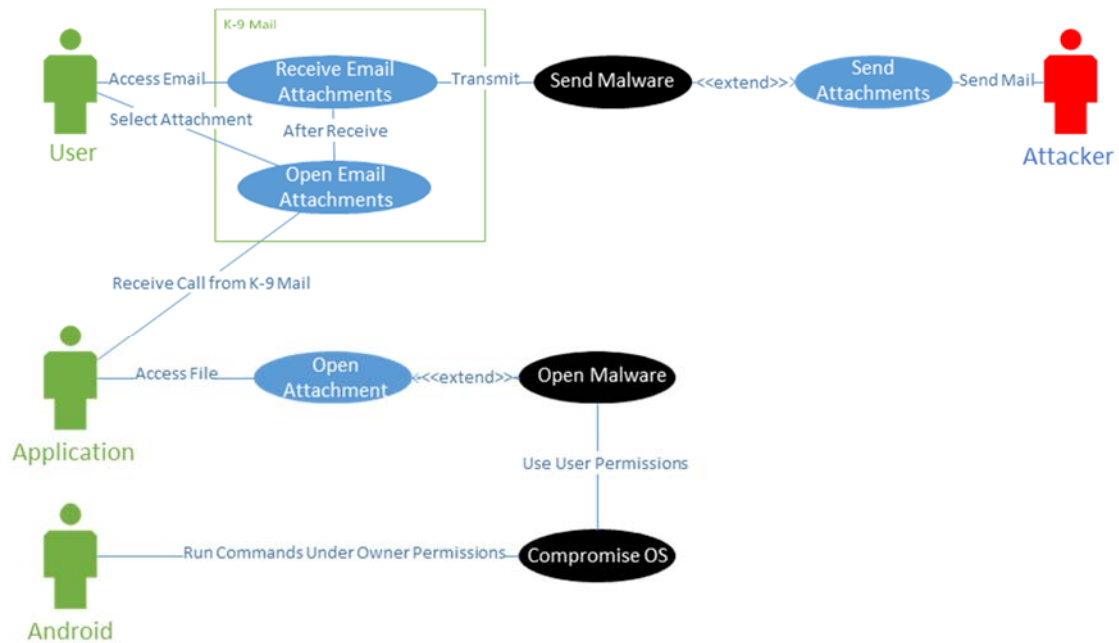 K-9 Mail
Access Email
Receive Email
Attachments
Transmit
Send Malware
<<extend>>
Send
Attachments
Send Mail
Select Attachment
After Receive
User
Attacker
Open Email
Attachments
Receive Call from K-9 Mail
Access File
Open
Attachment
<<extend>>
Open Malware
Application
Use User Permissions
Run Commands Under Owner Permissions
Compromise OS
Android